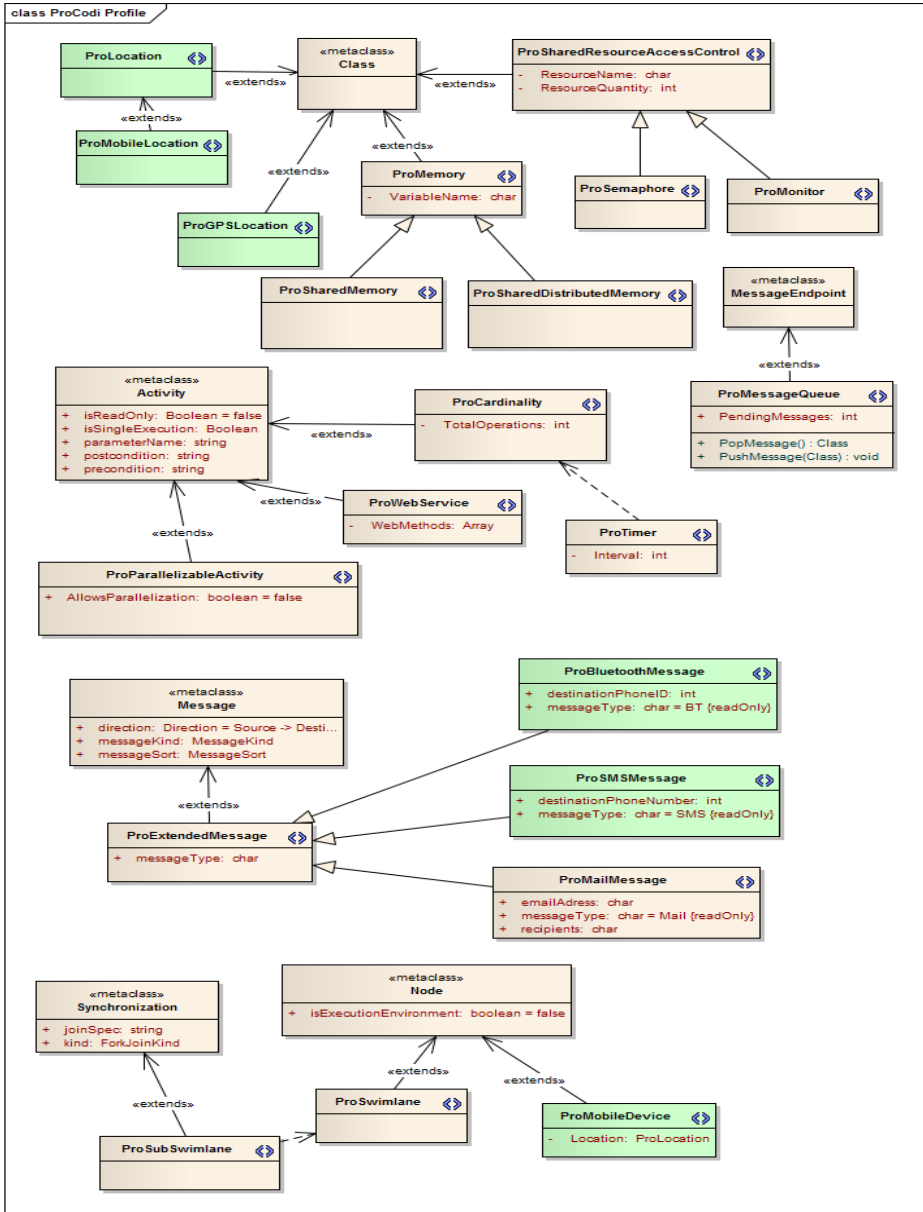 class ProCodi Profile
ProLocation
«extends»
«metaclass»
Class
«extends»
ProSharedResourceAccessControl
- ResourceName: char
- ResourceQuantity: int
«extends»
ProMobileLocation
«extends»
«extends»
ProMemory
- VariableName: char
ProSemaphore
ProMonitor
ProGPSLocation
ProSharedMemory
ProSharedDistributedMemory
«metaclass»
MessageEndpoint
«extends»
ProMessageQueue
+ PendingMessages: int
+ PopMessage() : Class
+ PushMessage(Class) : void
«metaclass»
Activity
+ isReadOnly: Boolean = false
+ isSingleExecution: Boolean
+ parameterName: string
+ postcondition: string
+ precondition: string
«extends»
ProCardinality
- TotalOperations: int
«extends»
ProWebService
- WebMethods: Array
ProTimer
- Interval: int
«extends»
ProParallelizableActivity
+ AllowsParallelization: boolean = false
«metaclass»
Message
+ direction: Direction = Source -> Desti...
+ messageKind: MessageKind
+ messageSort: MessageSort
«extends»
ProExtendedMessage
+ messageType: char
ProBluetoothMessage
+ destinationPhoneID: int
+ messageType: char = BT {readOnly}
ProSMSMessage
+ destinationPhoneNumber: int
+ messageType: char = SMS {readOnly}
ProMailMessage
+ emailAdress: char
+ messageType: char = Mail {readOnly}
+ recipients: char
«metaclass»
Synchronization
+ joinSpec: string
+ kind: ForkJoinKind
«metaclass»
Node
+ isExecutionEnvironment: boolean = false
«extends»
«extends»
«extends»
ProSwimlane
ProMobileDevice
- Location: ProLocation
ProSubSwimlane